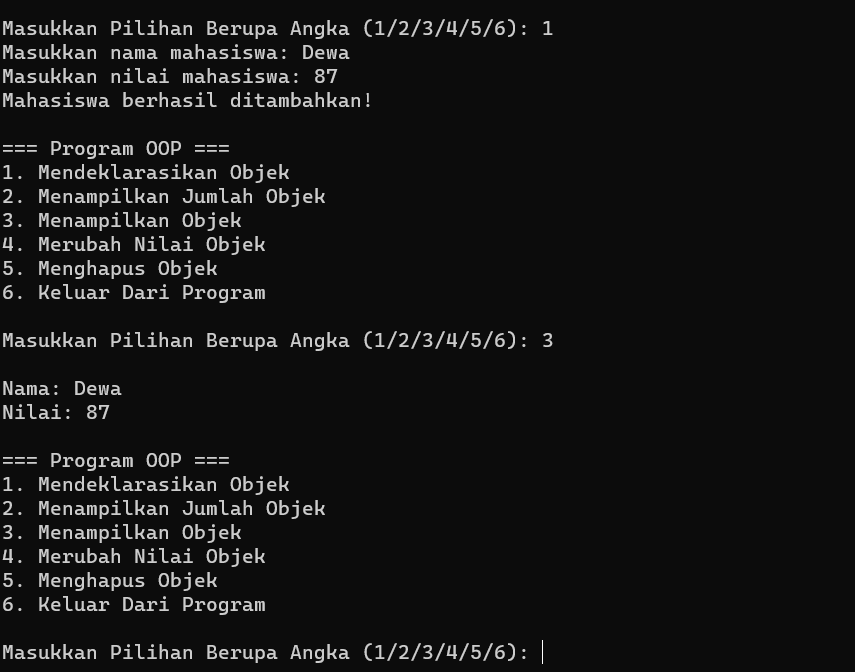 Masukkan Pilihan Berupa Angka (1/2/3/4/5/6): 1
Masukkan nama mahasiswa: Dewa
Masukkan nilai mahasiswa: 87
Mahasiswa berhasil ditambahkan!
=== Program OOP ===
1. Mendeklarasikan Objek
2. Menampilkan Jumlah Objek
3. Menampilkan Objek
4. Merubah Nilai Objek
5. Menghapus Objek
6. Keluar Dari Program
Masukkan Pilihan Berupa Angka (1/2/3/4/5/6): 3
Nama: Dewa
Nilai: 87
=== Program OOP ===
1. Mendeklarasikan Objek
2. Menampilkan Jumlah Objek
3. Menampilkan Objek
4. Merubah Nilai Objek
5. Menghapus Objek
6. Keluar Dari Program
Masukkan Pilihan Berupa Angka (1/2/3/4/5/6):